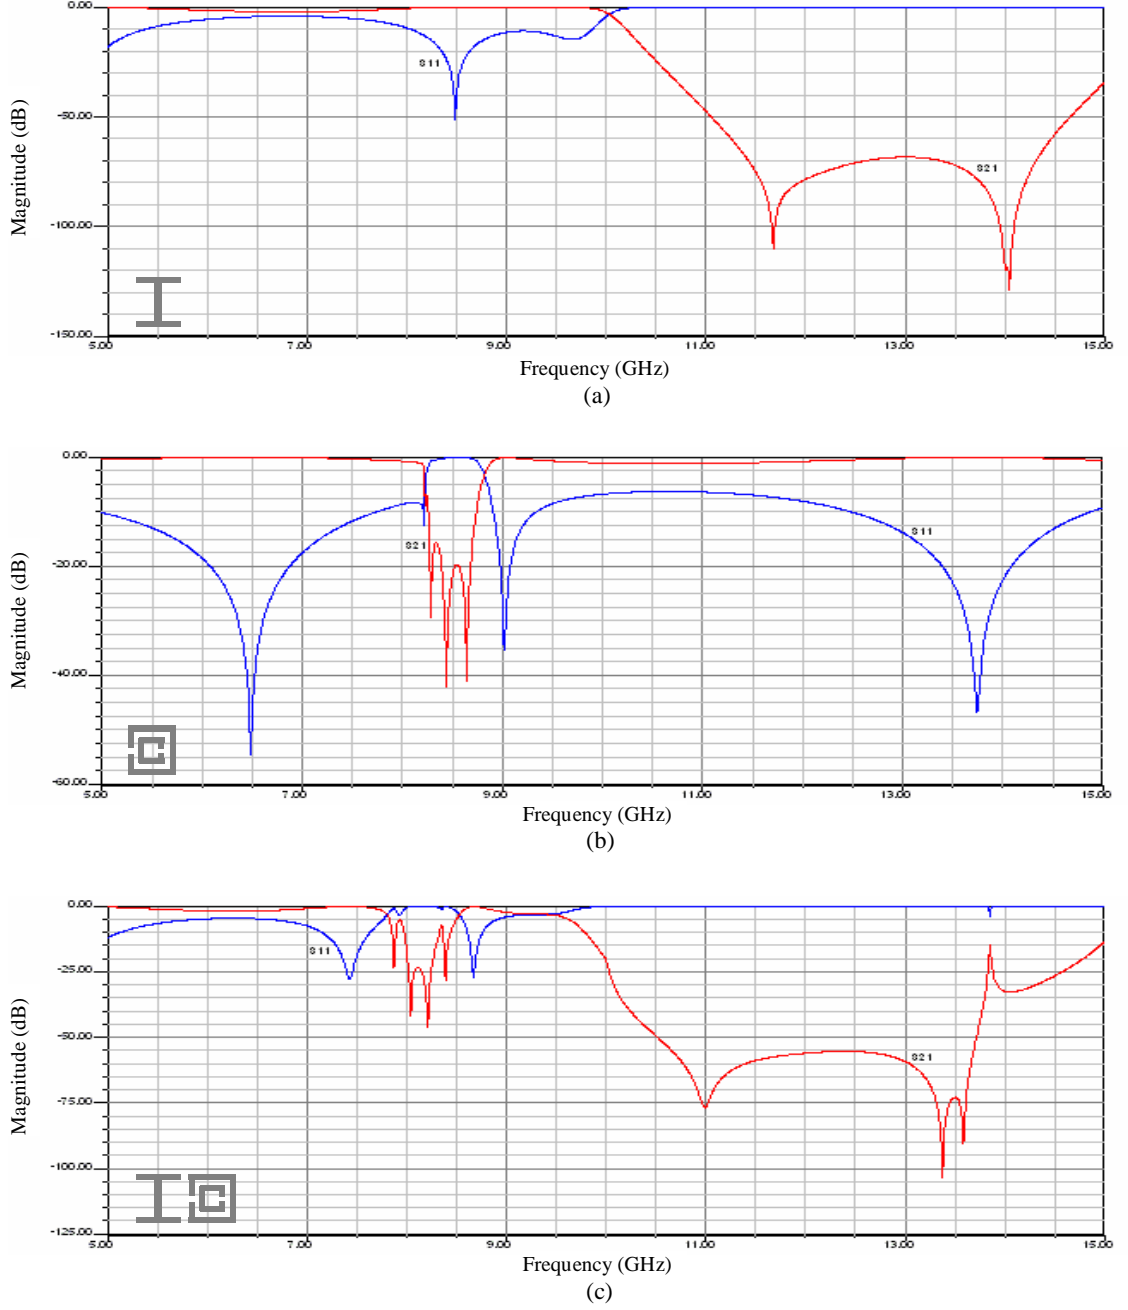 0.00
S11
-50.00
Magnitude (dB)
S21
-100.00
-150.00
5.00 7.00 9.00 11.00 13.00 15.00
Frequency (GHz)
(a)
0.00
S11
S21
-20.00
Magnitude (dB)
-40.00
-60.00
5.00 7.00 9.00 11.00 13.00 15.00
Frequency (GHz)
(b)
0.00
S11
-25.00
-50.00
Magnitude (dB)
S21
-75.00
-100.00
-125.00
5.00 7.00 9.00 11.00 13.00 15.00
Frequency (GHz)
(c)